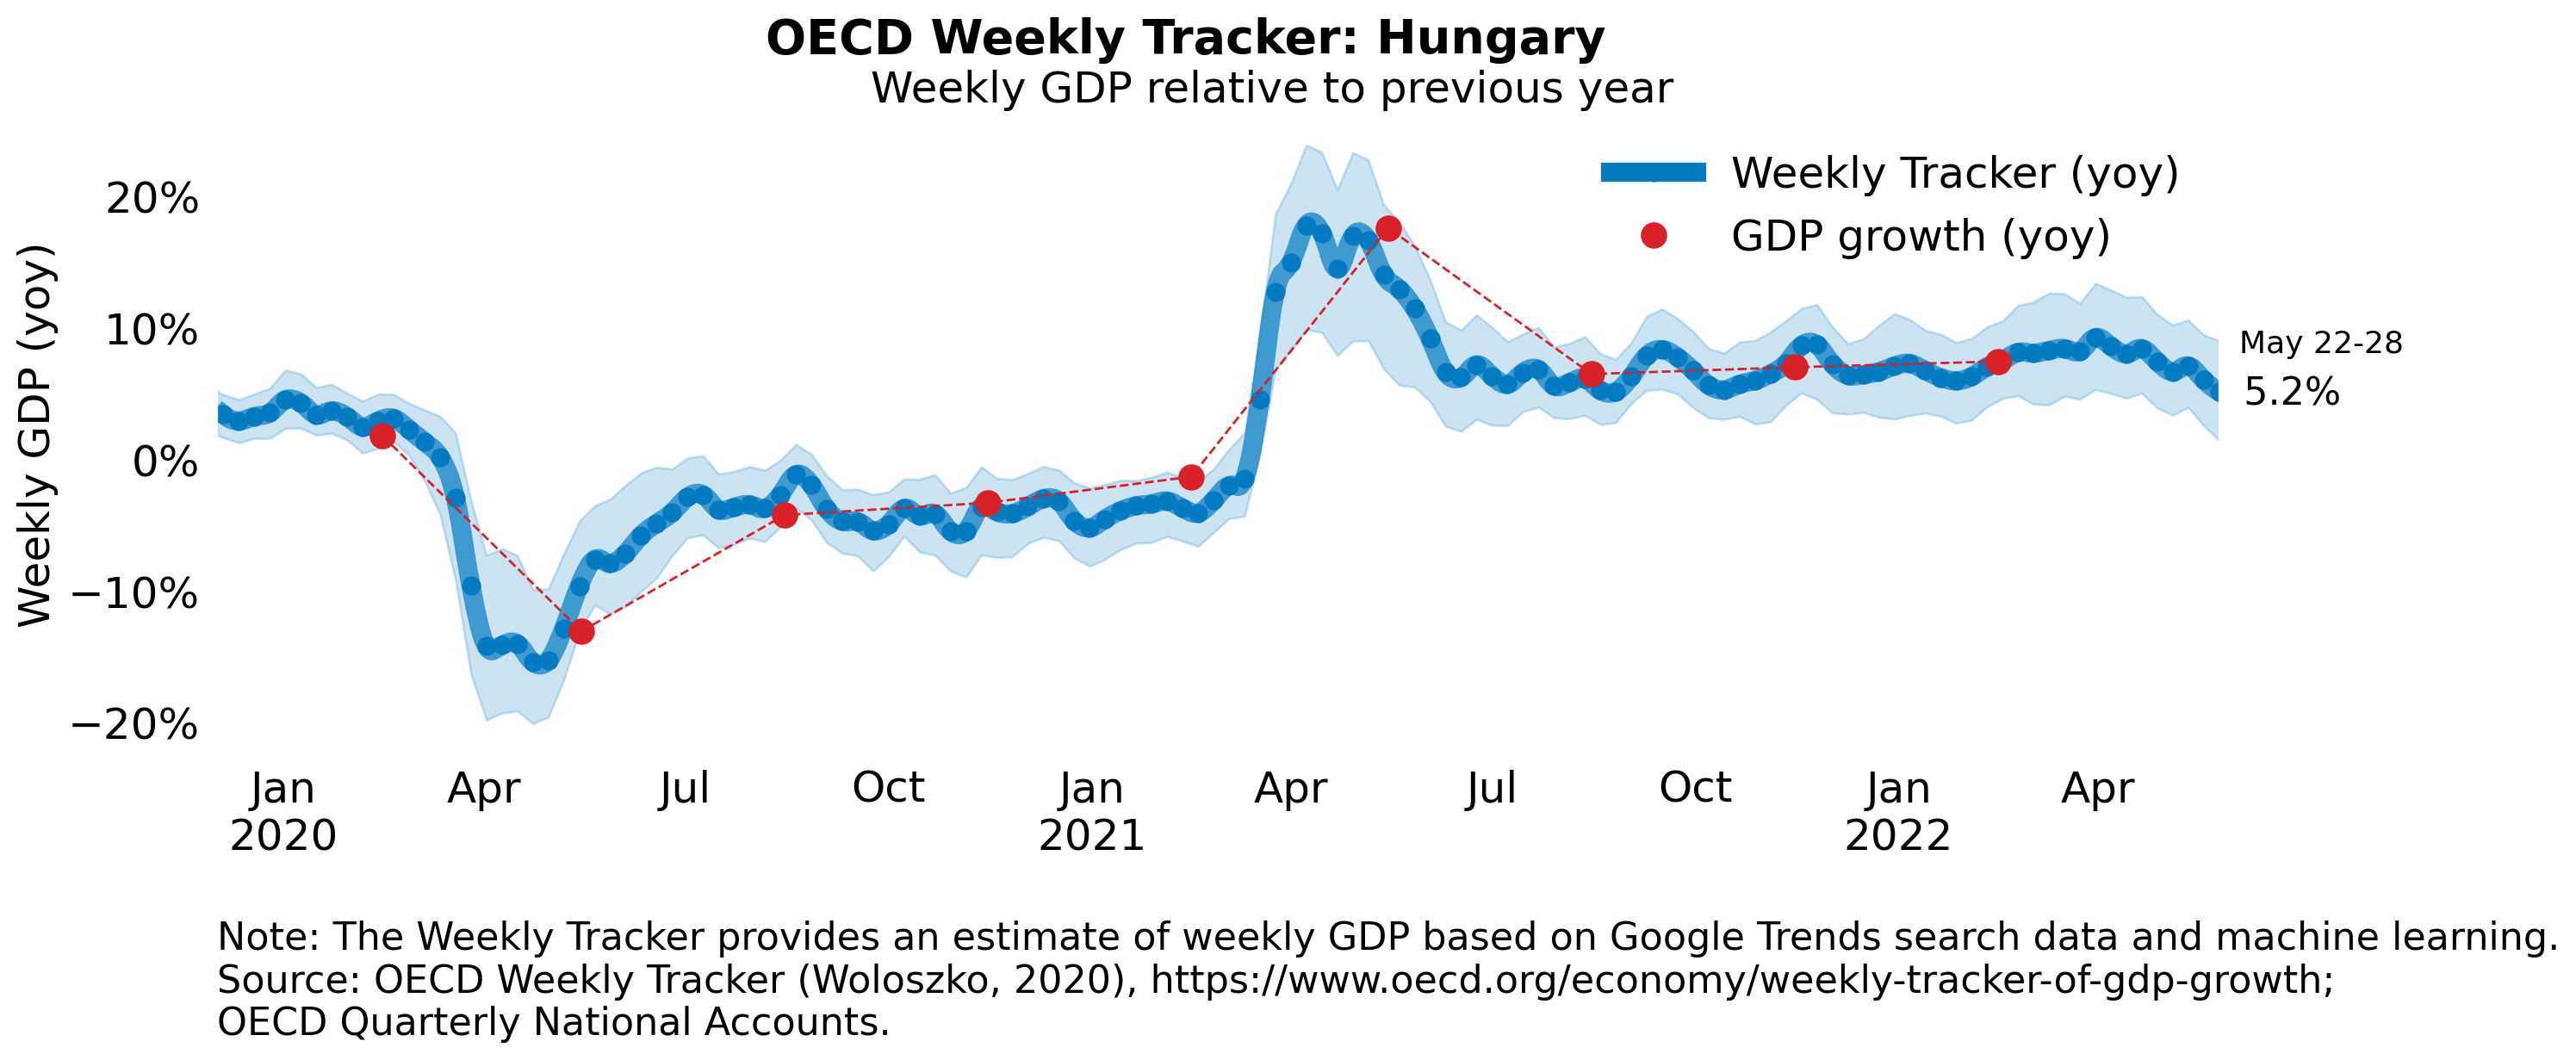 OECD Weekly Tracker: Hungary
Weekly GDP relative to previous year
Weekly Tracker (yoy)
GDP growth (yoy)
Weekly GDP (yoy)
20%
10%
0%
−10%
−20%
May 22-28
5.2%
Jan Apr Jul Oct Jan Apr Jul Oct Jan Apr
2020 2021 2022
Note: The Weekly Tracker provides an estimate of weekly GDP based on Google Trends search data and machine learning.
Source: OECD Weekly Tracker (Woloszko, 2020), https://www.oecd.org/economy/weekly-tracker-of-gdp-growth;
OECD Quarterly National Accounts.